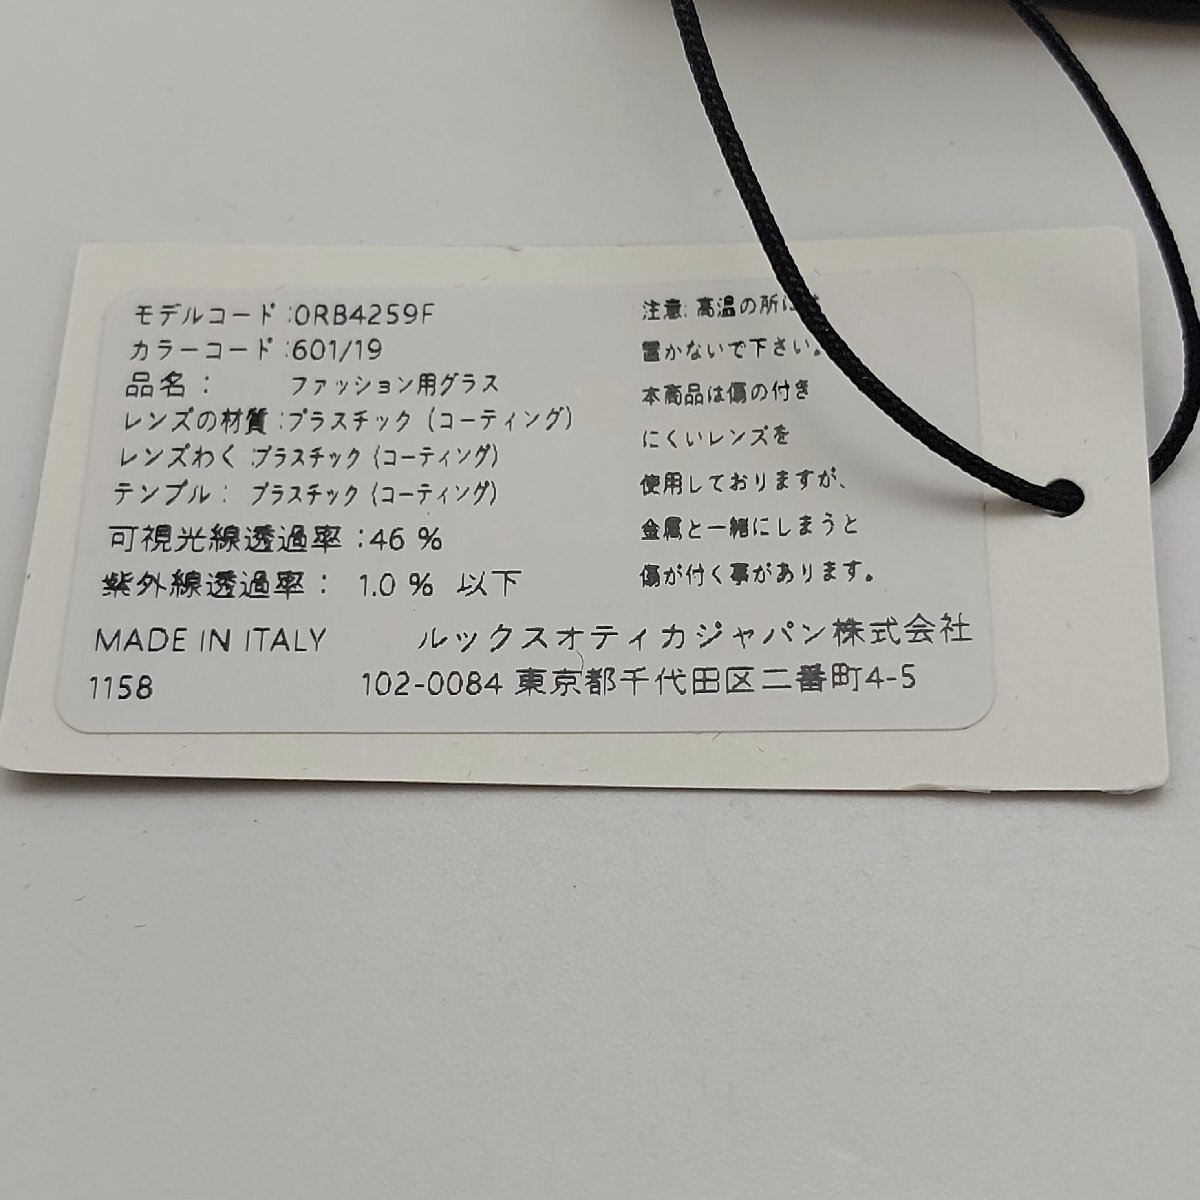 モデルコード:0RB4259F
カラーコード:601/19
品名: ファッション用グラス
レンズの材質:プラスチック(コーティング)
レンズわく:プラスチック(コーティング)
テンプル: プラスチック(コーティング)
可視光線透過率:46 %
紫外線透過率: 1.0 % 以下
MADE IN ITALY
1158
注意:高温の所には
置かないで下さい。
本商品は傷の付き
にくいレンズを
使用しておりますが、
金属と一緒にしまうと
傷が付く事があります。
ルックスオティカジャパン株式会社
102-0084 東京都千代田区二番町4-5